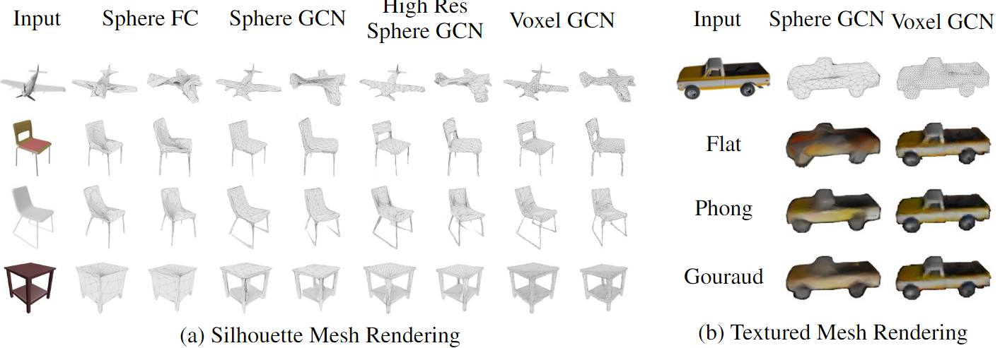 Input Sphere FC Sphere GCN High Res Sphere GCN Voxel GCN
(a) Silhouette Mesh Rendering
Input Sphere GCN Voxel GCN
Flat
Phong
Gouraud
(b) Textured Mesh Rendering